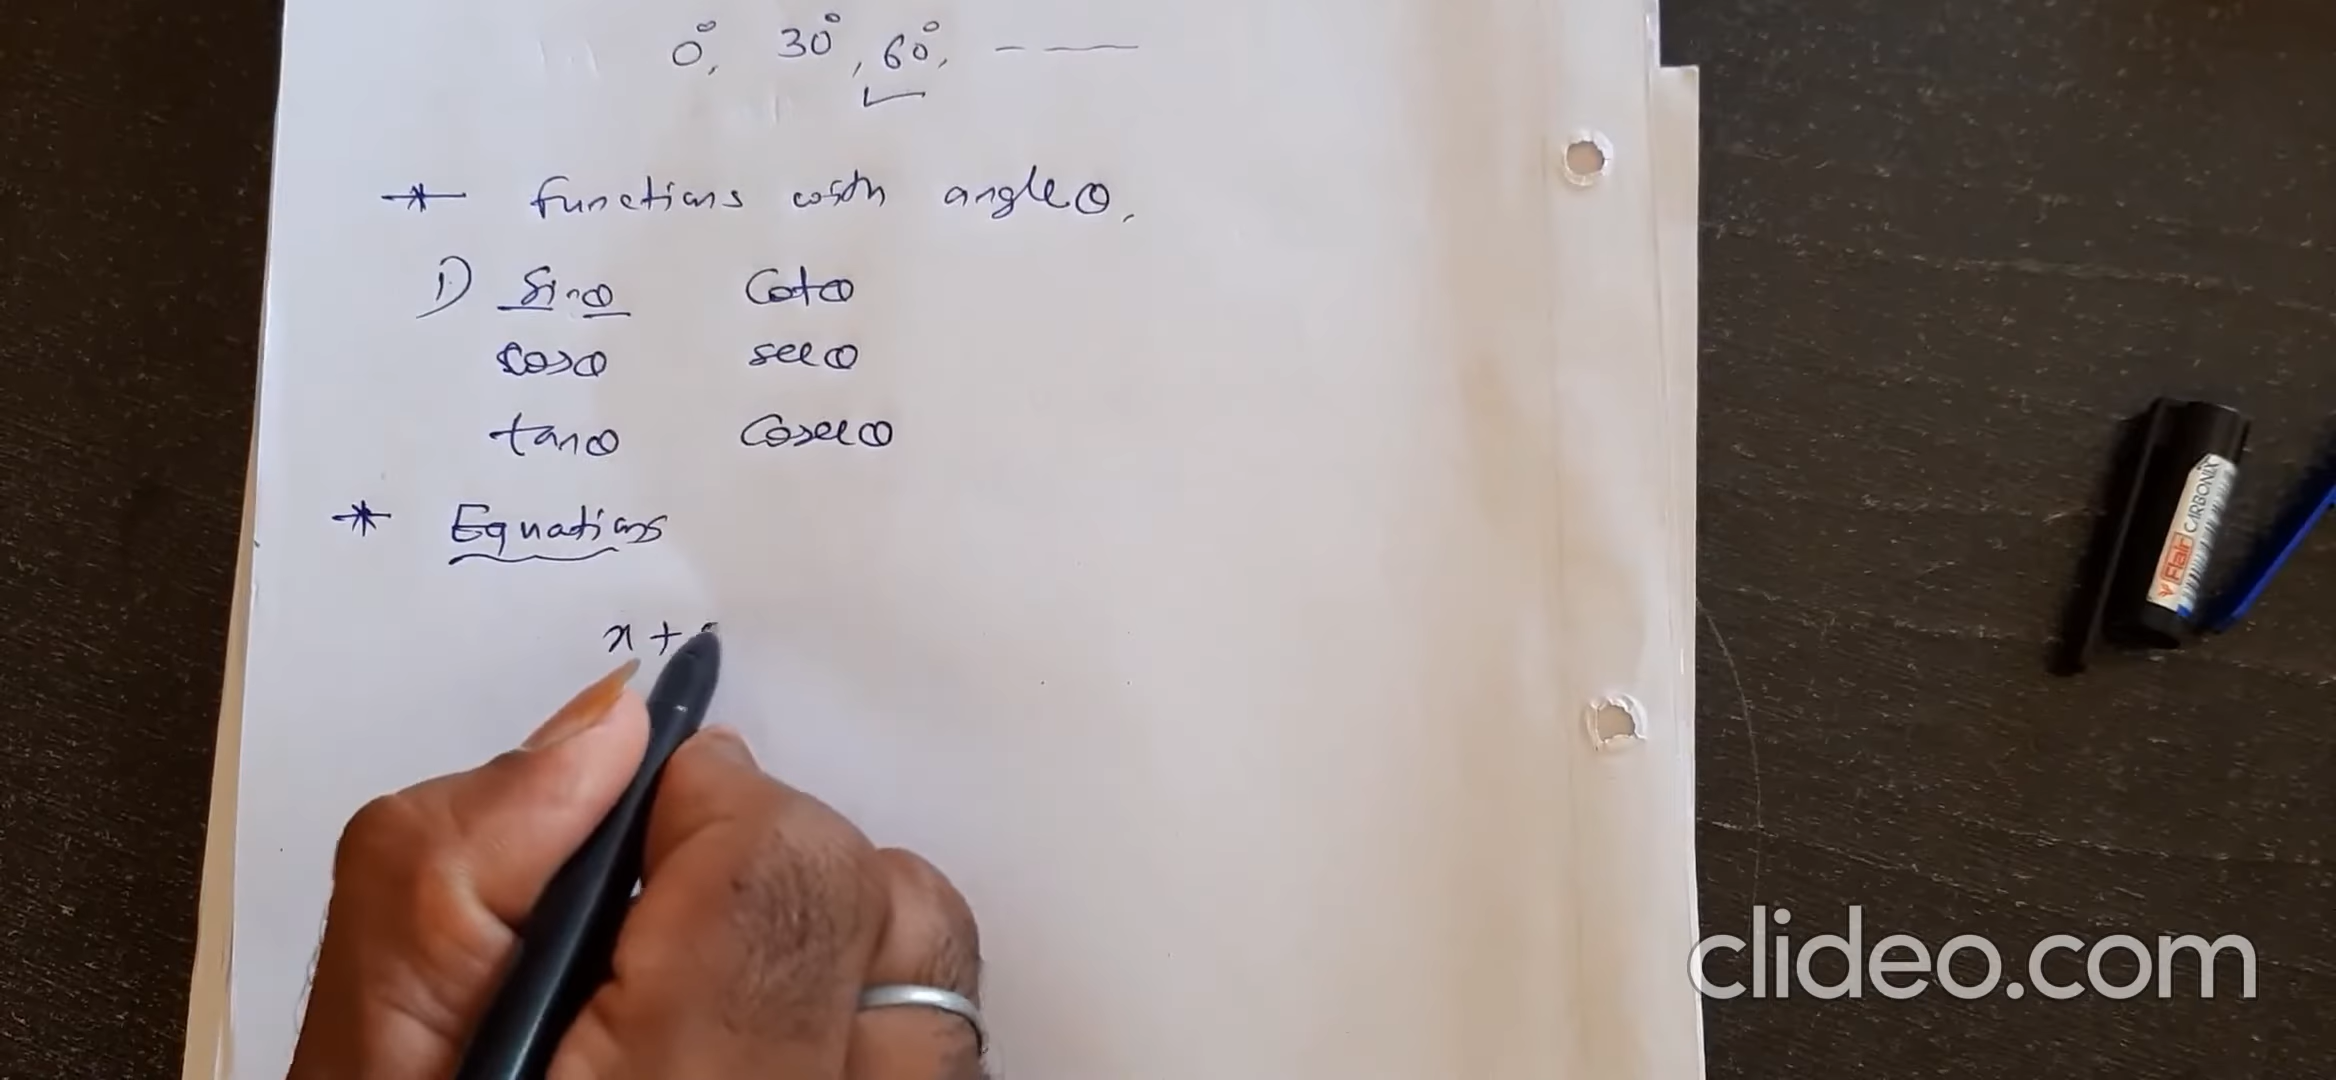 0°, 30°, 60°, — —
* functions with angle θ.
1) Sinθ Cotθ
cosθ secθ
tanθ Cosecθ
* Equations
x +
Flair CARBONIX
clideo.com